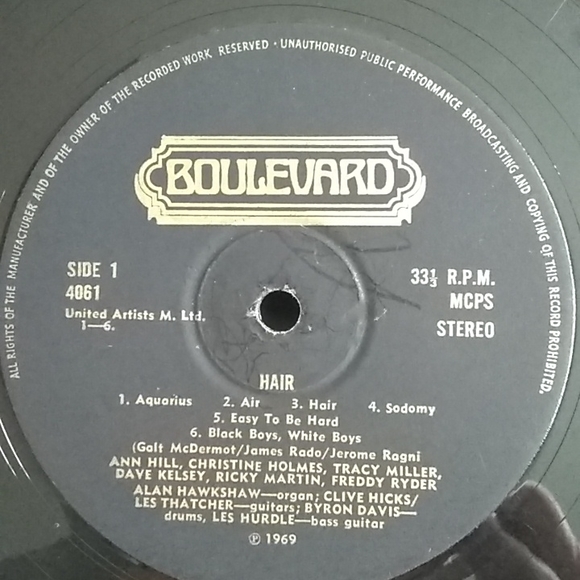 ALL RIGHTS OF THE MANUFACTURER AND OF THE OWNER OF THE RECORDED WORK RESERVED · UNAUTHORISED PUBLIC PERFORMANCE BROADCASTING AND COPYING OF THIS RECORD PROHIBITED.
BOULEVARD
SIDE 1
4061
United Artists M. Ltd.
1—6.
33⅓ R.P.M.
MCPS
STEREO
HAIR
1. Aquarius 2. Air 3. Hair 4. Sodomy
5. Easy To Be Hard
6. Black Boys, White Boys
(Galt McDermot/James Rado/Jerome Ragni
ANN HILL, CHRISTINE HOLMES, TRACY MILLER,
DAVE KELSEY, RICKY MARTIN, FREDDY RYDER
ALAN HAWKSHAW—organ; CLIVE HICKS/
LES THATCHER—guitars; BYRON DAVIS—
drums, LES HURDLE—bass guitar
℗ 1969